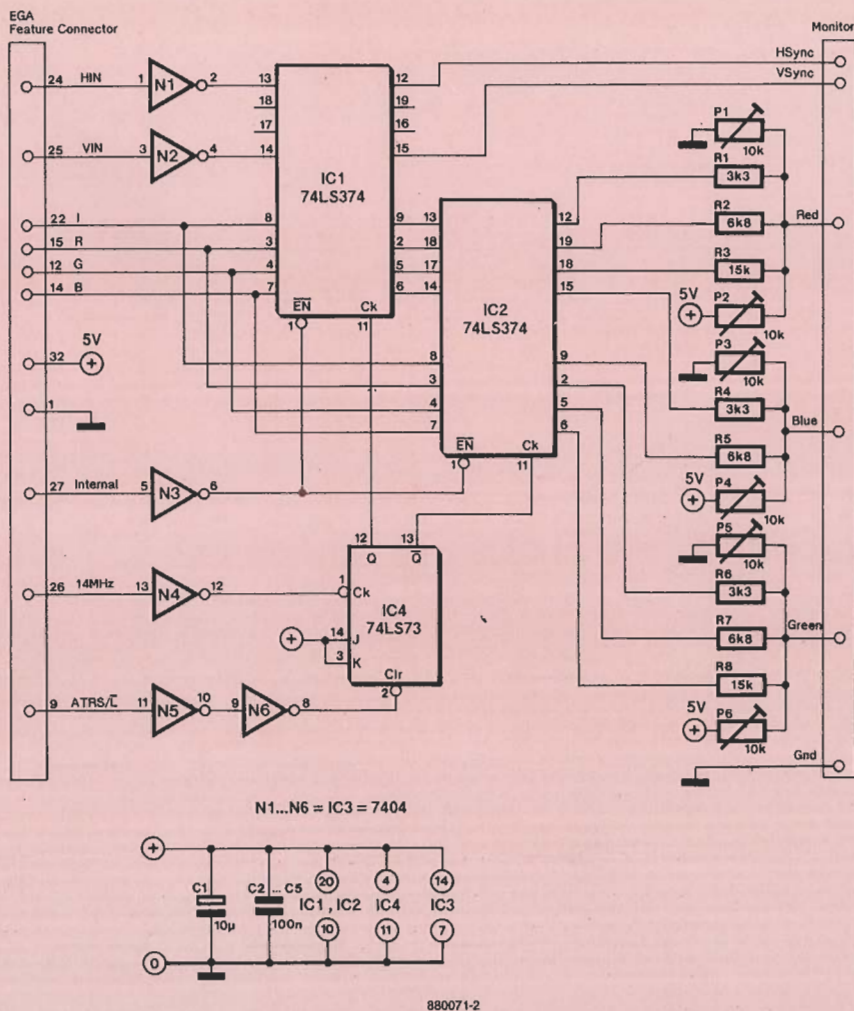 EGA
Feature Connector
Monitor
24 HIN 1 N1 2 13 12 HSync
18 19 VSync
17 16
25 VIN 3 N2 4 14 15
IC1
74LS374
22 I 8 9 13
15 R 3 2 18
12 G 4 5 17
14 B 7 6 14
EN Ck
1 11
IC2
74LS374
12
19
18
15
8 9
3 2
4 5
7 6
EN Ck
1 11
32 5V +
1
27 Internal 5 N3 6
12 13
Q Q
26 14MHz 13 N4 12 1 Ck
IC4
74LS73
+ 14 J
3 K
Clr
2
9 ATRS/L 11 N5 10 9 N6 8
P1
10k
R1
3k3
R2
6k8
Red
R3
15k
5V + P2
10k
P3
10k
R4
3k3
Blue
R5
6k8
5V + P4
10k
P5
10k
R6
3k3
R7
6k8
Green
R8
15k
5V + P6
10k
Gnd
N1...N6 = IC3 = 7404
+
C1
10µ
C2 ... C5
100n
20 4 14
IC1 , IC2 IC4 IC3
10 11 7
0
880071-2